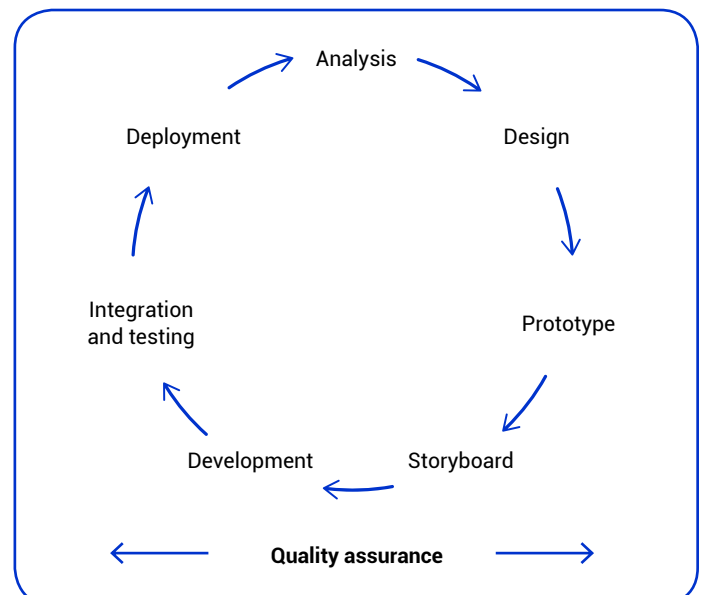 Analysis
Deployment
Design
Integration
and testing
Prototype
Development
Storyboard
Quality assurance